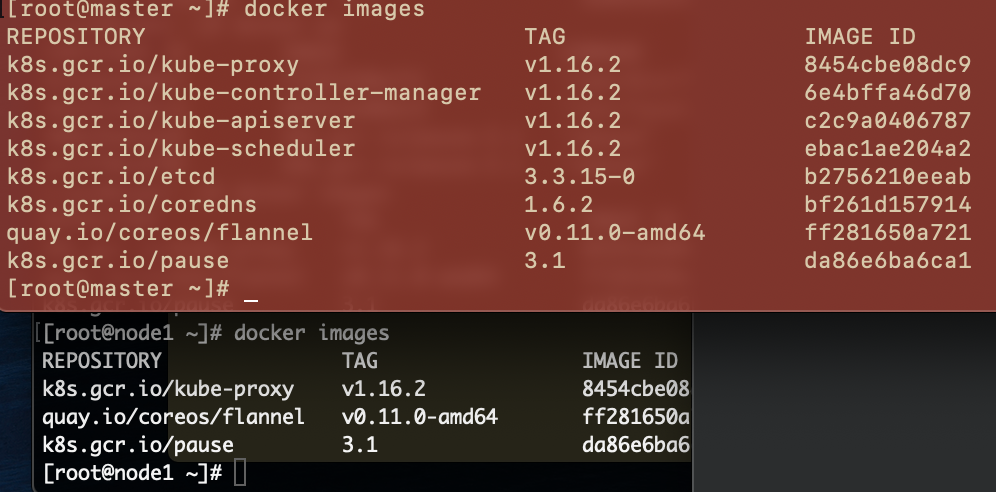 [root@master ~]# docker images
REPOSITORY TAG IMAGE ID
k8s.gcr.io/kube-proxy v1.16.2 8454cbe08dc9
k8s.gcr.io/kube-controller-manager v1.16.2 6e4bffa46d70
k8s.gcr.io/kube-apiserver v1.16.2 c2c9a0406787
k8s.gcr.io/kube-scheduler v1.16.2 ebac1ae204a2
k8s.gcr.io/etcd 3.3.15-0 b2756210eeab
k8s.gcr.io/coredns 1.6.2 bf261d157914
quay.io/coreos/flannel v0.11.0-amd64 ff281650a721
k8s.gcr.io/pause 3.1 da86e6ba6ca1
[root@master ~]# _
[[root@node1 ~]# docker images
REPOSITORY TAG IMAGE ID
k8s.gcr.io/kube-proxy v1.16.2 8454cbe08
quay.io/coreos/flannel v0.11.0-amd64 ff281650a
k8s.gcr.io/pause 3.1 da86e6ba6
[root@node1 ~]#